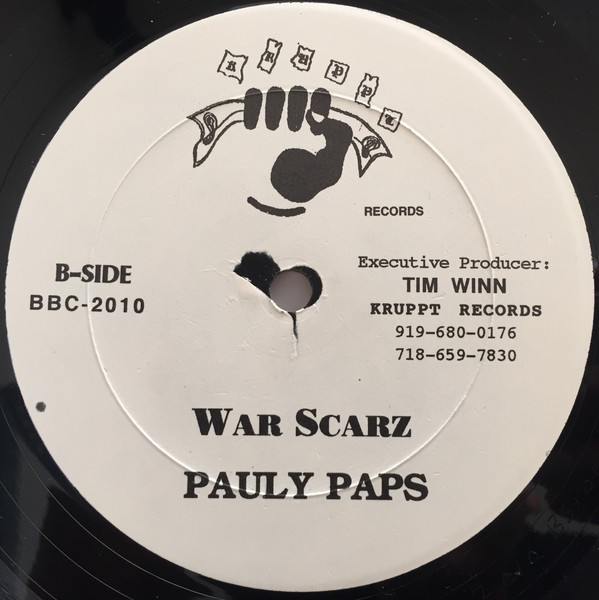 KRUPPT
RECORDS
B-SIDE
BBC-2010
Executive Producer:
TIM WINN
KRUPPT RECORDS
919-680-0176
718-659-7830
WAR SCARZ
PAULY PAPS